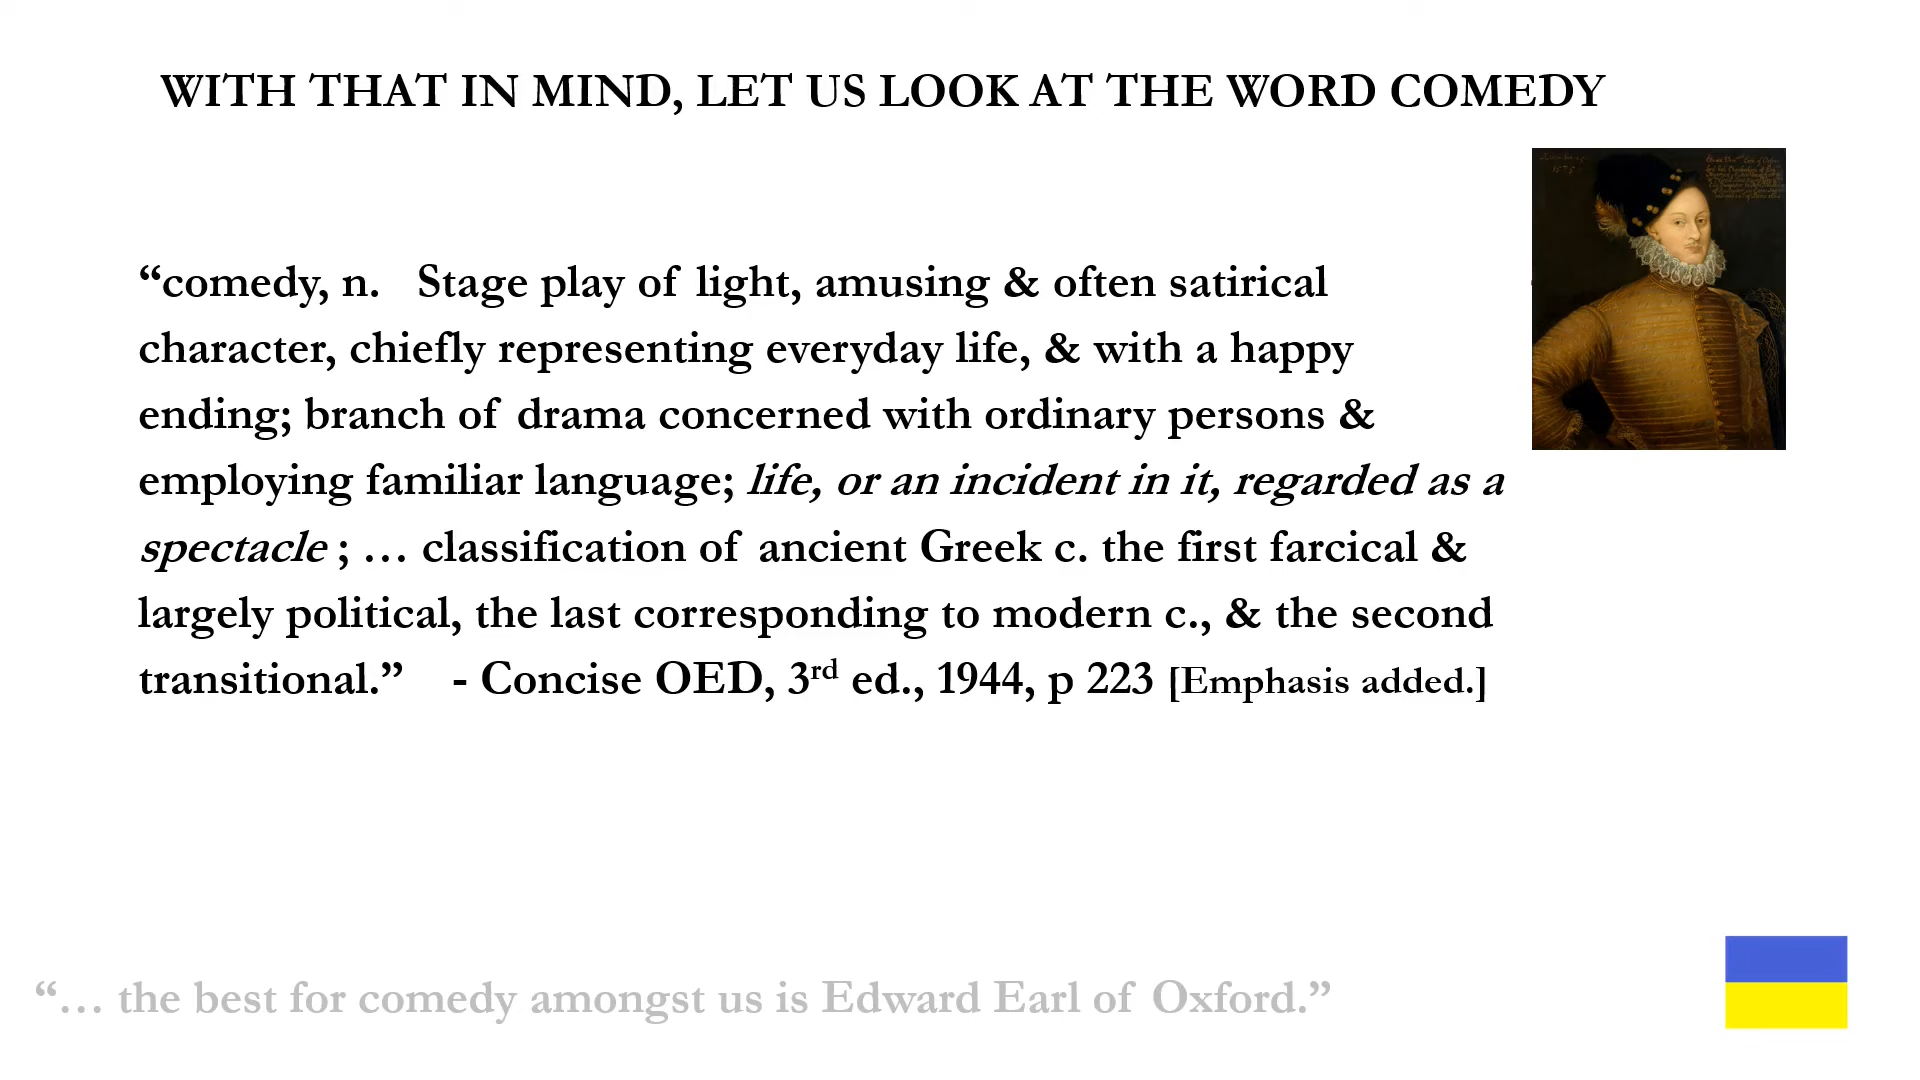 WITH THAT IN MIND, LET US LOOK AT THE WORD COMEDY
“comedy, n. Stage play of light, amusing & often satirical
character, chiefly representing everyday life, & with a happy
ending; branch of drama concerned with ordinary persons &
employing familiar language; life, or an incident in it, regarded as a
spectacle ; … classification of ancient Greek c. the first farcical &
largely political, the last corresponding to modern c., & the second
transitional.” - Concise OED, 3rd ed., 1944, p 223 [Emphasis added.]
“… the best for comedy amongst us is Edward Earl of Oxford.”